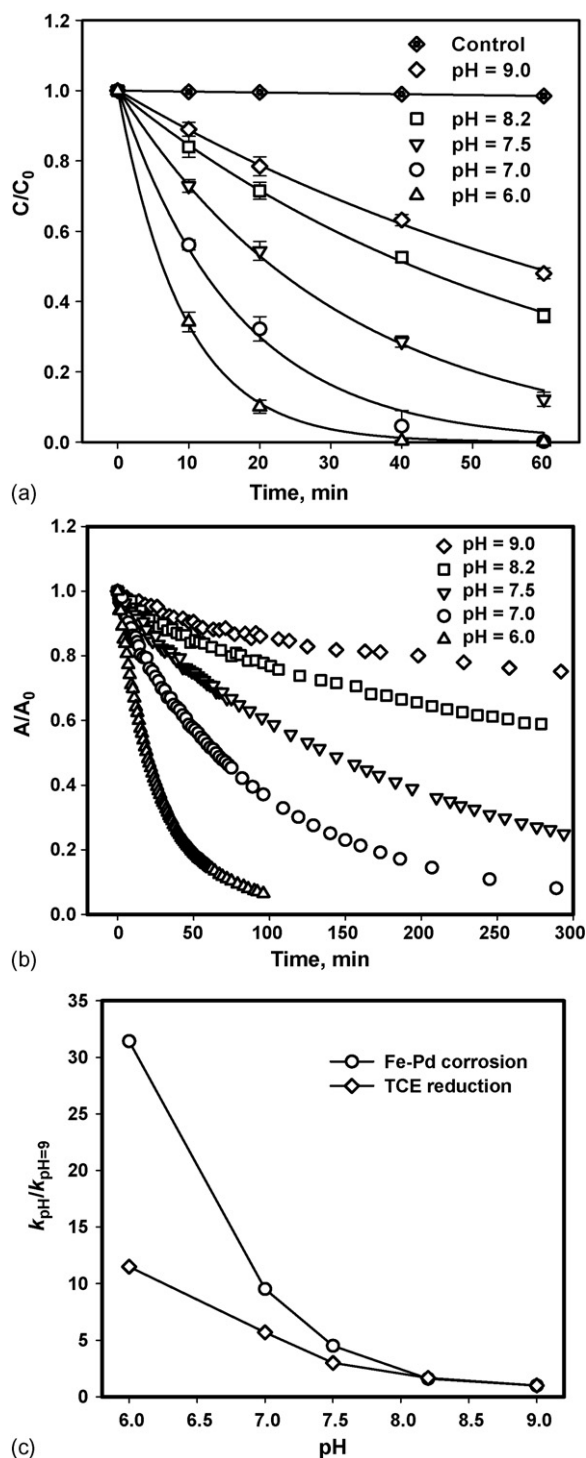 1.2
1.0
0.8
0.6
0.4
0.2
0.0
C/C0
Control
pH = 9.0
pH = 8.2
pH = 7.5
pH = 7.0
pH = 6.0
0 10 20 30 40 50 60
Time, min
(a)
1.2
1.0
0.8
0.6
0.4
0.2
0.0
A/A0
pH = 9.0
pH = 8.2
pH = 7.5
pH = 7.0
pH = 6.0
0 50 100 150 200 250 300
Time, min
(b)
35
30
25
20
15
10
5
0
kpH/kpH=9
Fe-Pd corrosion
TCE reduction
6.0 6.5 7.0 7.5 8.0 8.5 9.0
pH
(c)